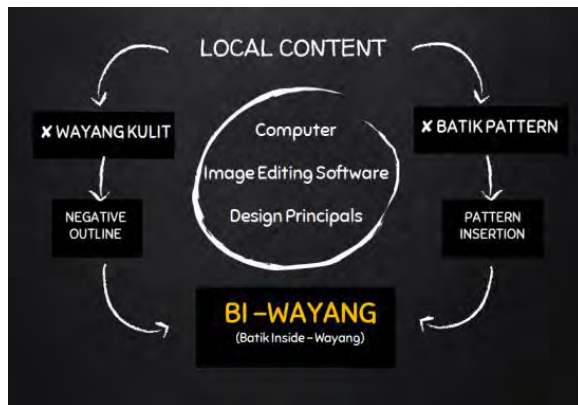 LOCAL CONTENT
✘ WAYANG KULIT
✘ BATIK PATTERN
Computer
Image Editing Software
Design Principals
NEGATIVE
OUTLINE
PATTERN
INSERTION
BI –WAYANG
(Batik Inside – Wayang)